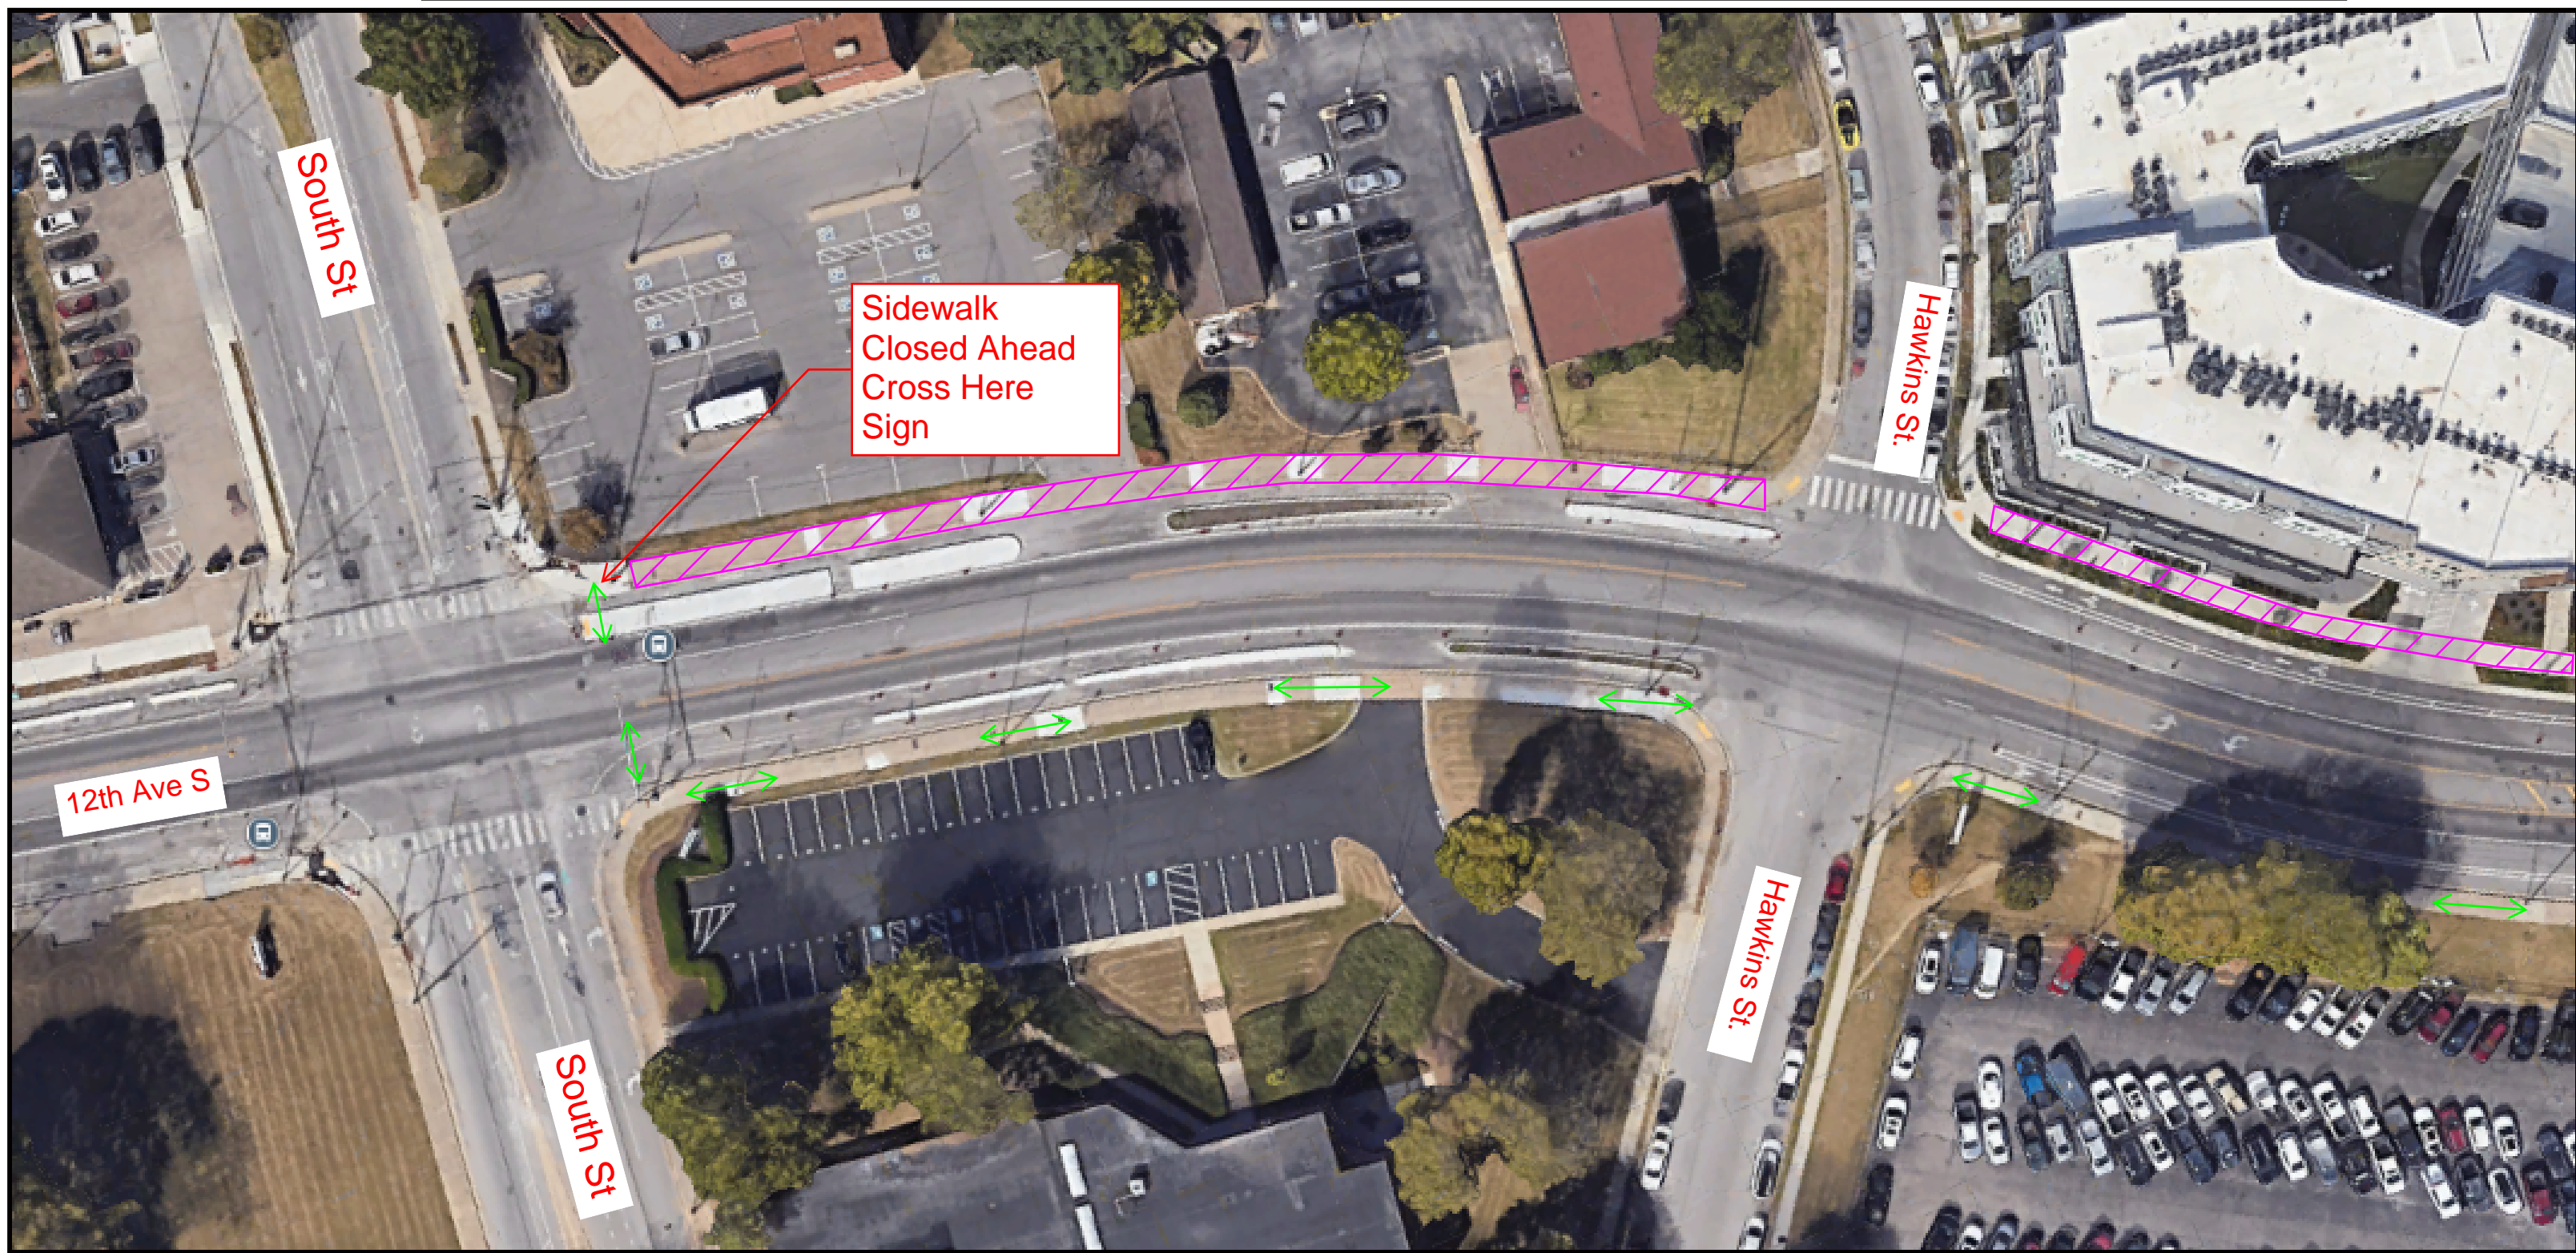 South St
Sidewalk
Closed Ahead
Cross Here
Sign
Hawkins St.
12th Ave S
Hawkins St.
South St